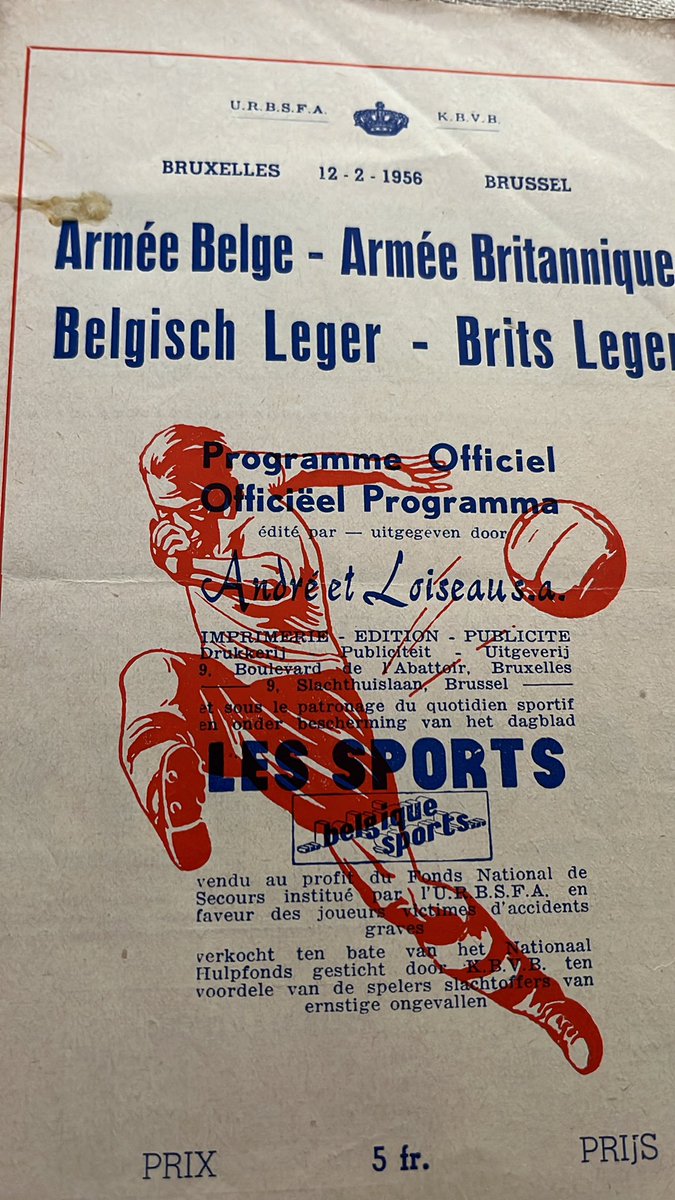 U.R.B.S.F.A. K.B.V.B.
BRUXELLES 12-2-1956 BRUSSEL
Armée Belge - Armée Britannique
Belgisch Leger - Brits Leger
Programme Officiel
Officiëel Programma
édité par — uitgegeven door
André et Loiseau s.a.
IMPRIMERIE - EDITION - PUBLICITE
Drukkerij - Publiciteit - Uitgeverij
9, Boulevard de l'Abattoir, Bruxelles
9, Slachthuislaan, Brussel
et sous le patronage du quotidien sportif
en onder bescherming van het dagblad
LES SPORTS
belgique
sports
vendu au profit du Fonds National de
Secours institué par l'U.R.B.S.F.A. en
faveur des joueurs victimes d'accidents
graves
verkocht ten bate van het Nationaal
Hulpfonds gesticht door K.B.V.B. ten
voordele van de spelers slachtoffers van
ernstige ongevallen
PRIX 5 fr. PRIJS